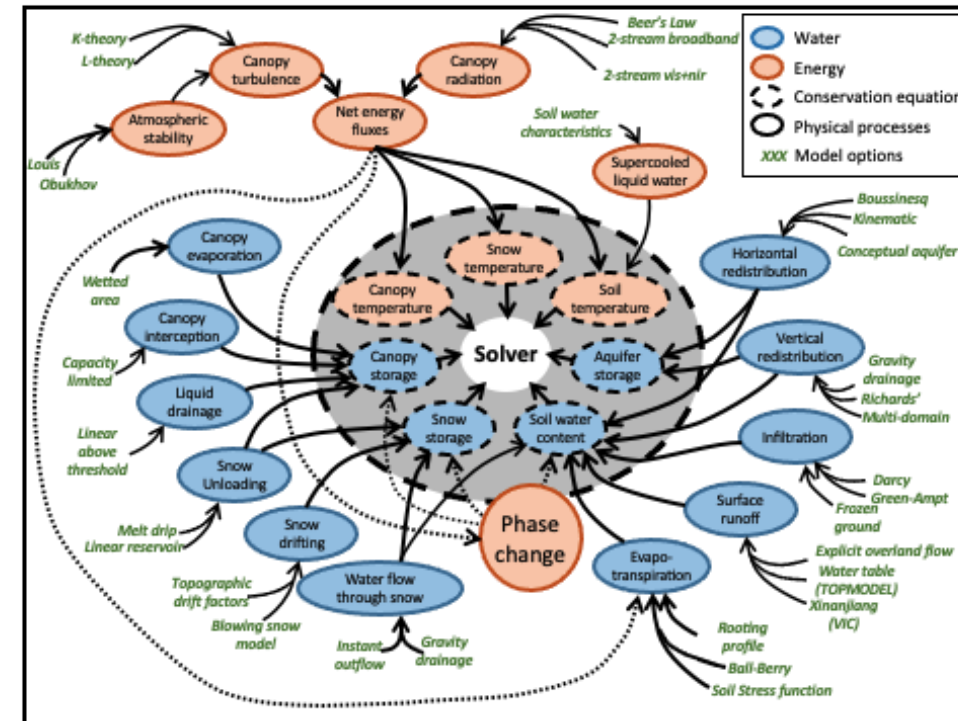 K-theory
L-theory
Canopy
turbulence
Canopy
radiation
Beer's Law
2-stream broadband
2-stream vis+nir
Water
Energy
Conservation equation
Physical processes
XXX Model options
Atmospheric
stability
Net energy
fluxes
Louis
Obukhov
Soil water
characteristics
Supercooled
liquid water
Boussinesq
Kinematic
Conceptual aquifer
Canopy
evaporation
Wetted
area
Snow
temperature
Horizontal
redistribution
Canopy
temperature
Soil
temperature
Canopy
interception
Capacity
limited
Canopy
storage
Solver
Aquifer
storage
Vertical
redistribution
Gravity
drainage
Richards'
Multi-domain
Liquid
drainage
Linear
above
threshold
Snow
storage
Soil water
content
Infiltration
Darcy
Green-Ampt
Frozen
ground
Snow
Unloading
Melt drip
Linear reservoir
Snow
drifting
Phase
change
Surface
runoff
Explicit overland flow
Water table
(TOPMODEL)
Xinanjiang
(VIC)
Topographic
drift factors
Blowing snow
model
Water flow
through snow
Instant
outflow
Gravity
drainage
Evapo-
transpiration
Rooting
profile
Ball-Berry
Soil Stress function